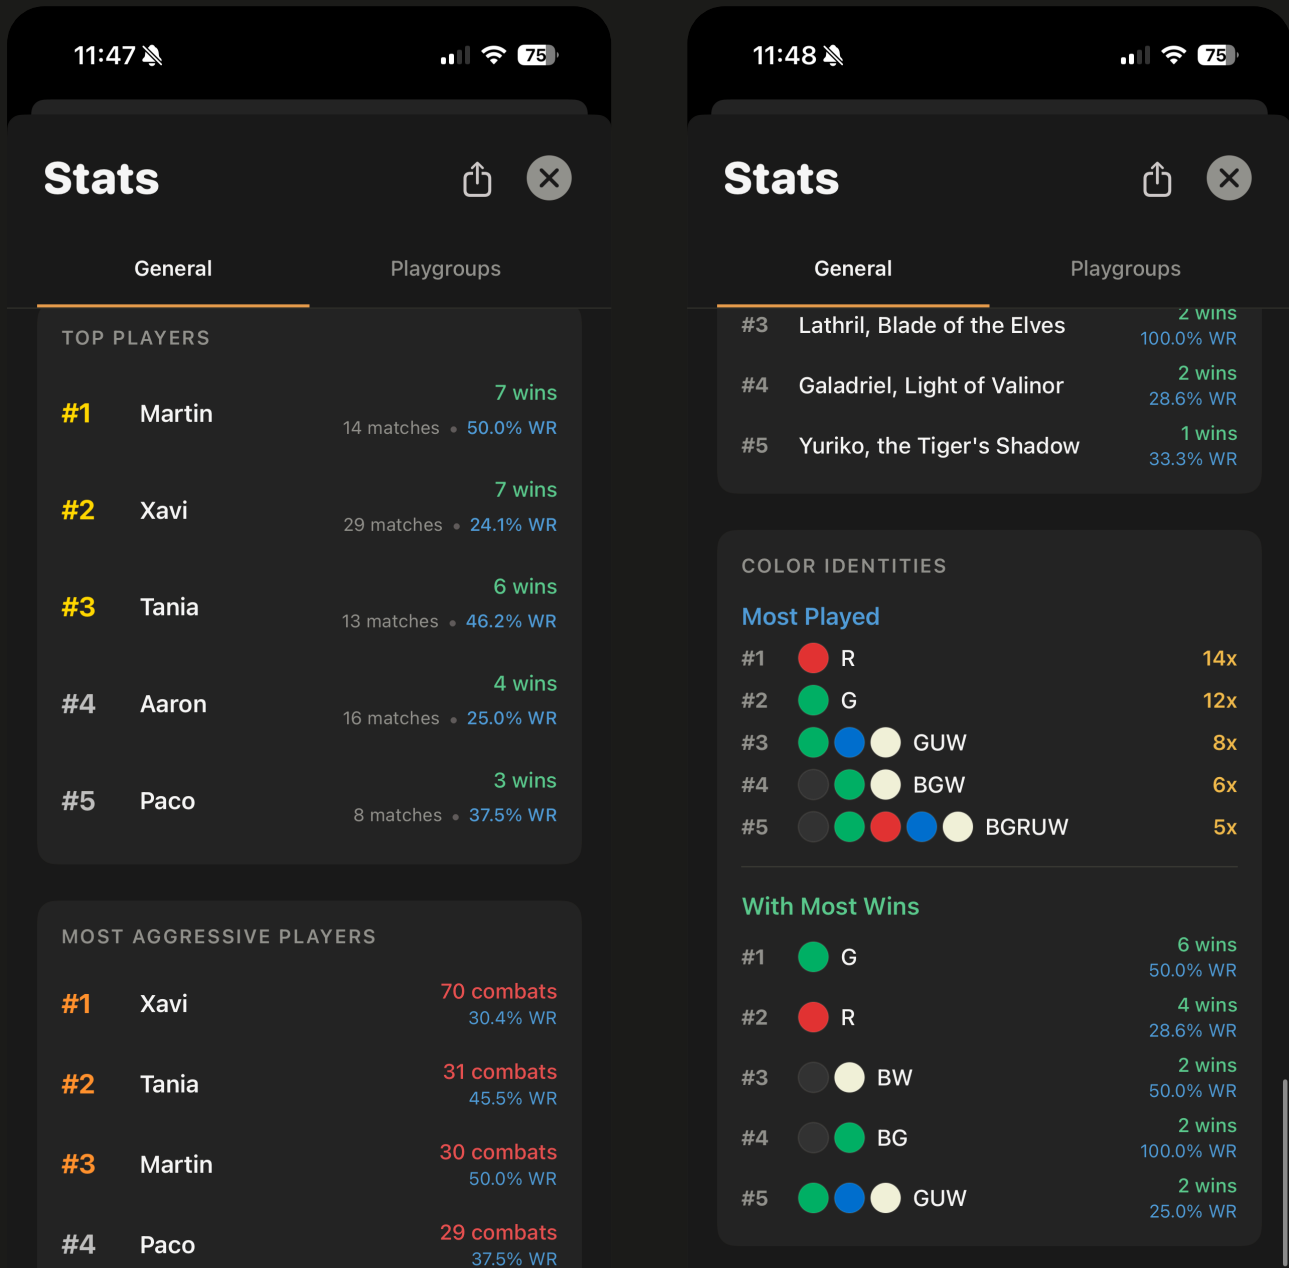 11:47
75
Stats
General
Playgroups
TOP PLAYERS
#1 Martin 7 wins
14 matches • 50.0% WR
#2 Xavi 7 wins
29 matches • 24.1% WR
#3 Tania 6 wins
13 matches • 46.2% WR
#4 Aaron 4 wins
16 matches • 25.0% WR
#5 Paco 3 wins
8 matches • 37.5% WR
MOST AGGRESSIVE PLAYERS
#1 Xavi 70 combats
30.4% WR
#2 Tania 31 combats
45.5% WR
#3 Martin 30 combats
50.0% WR
#4 Paco 29 combats
37.5% WR
11:48
75
Stats
General
Playgroups
#3 Lathril, Blade of the Elves 2 wins
100.0% WR
#4 Galadriel, Light of Valinor 2 wins
28.6% WR
#5 Yuriko, the Tiger's Shadow 1 wins
33.3% WR
COLOR IDENTITIES
Most Played
#1 R 14x
#2 G 12x
#3 GUW 8x
#4 BGW 6x
#5 BGRUW 5x
With Most Wins
#1 G 6 wins
50.0% WR
#2 R 4 wins
28.6% WR
#3 BW 2 wins
50.0% WR
#4 BG 2 wins
100.0% WR
#5 GUW 2 wins
25.0% WR